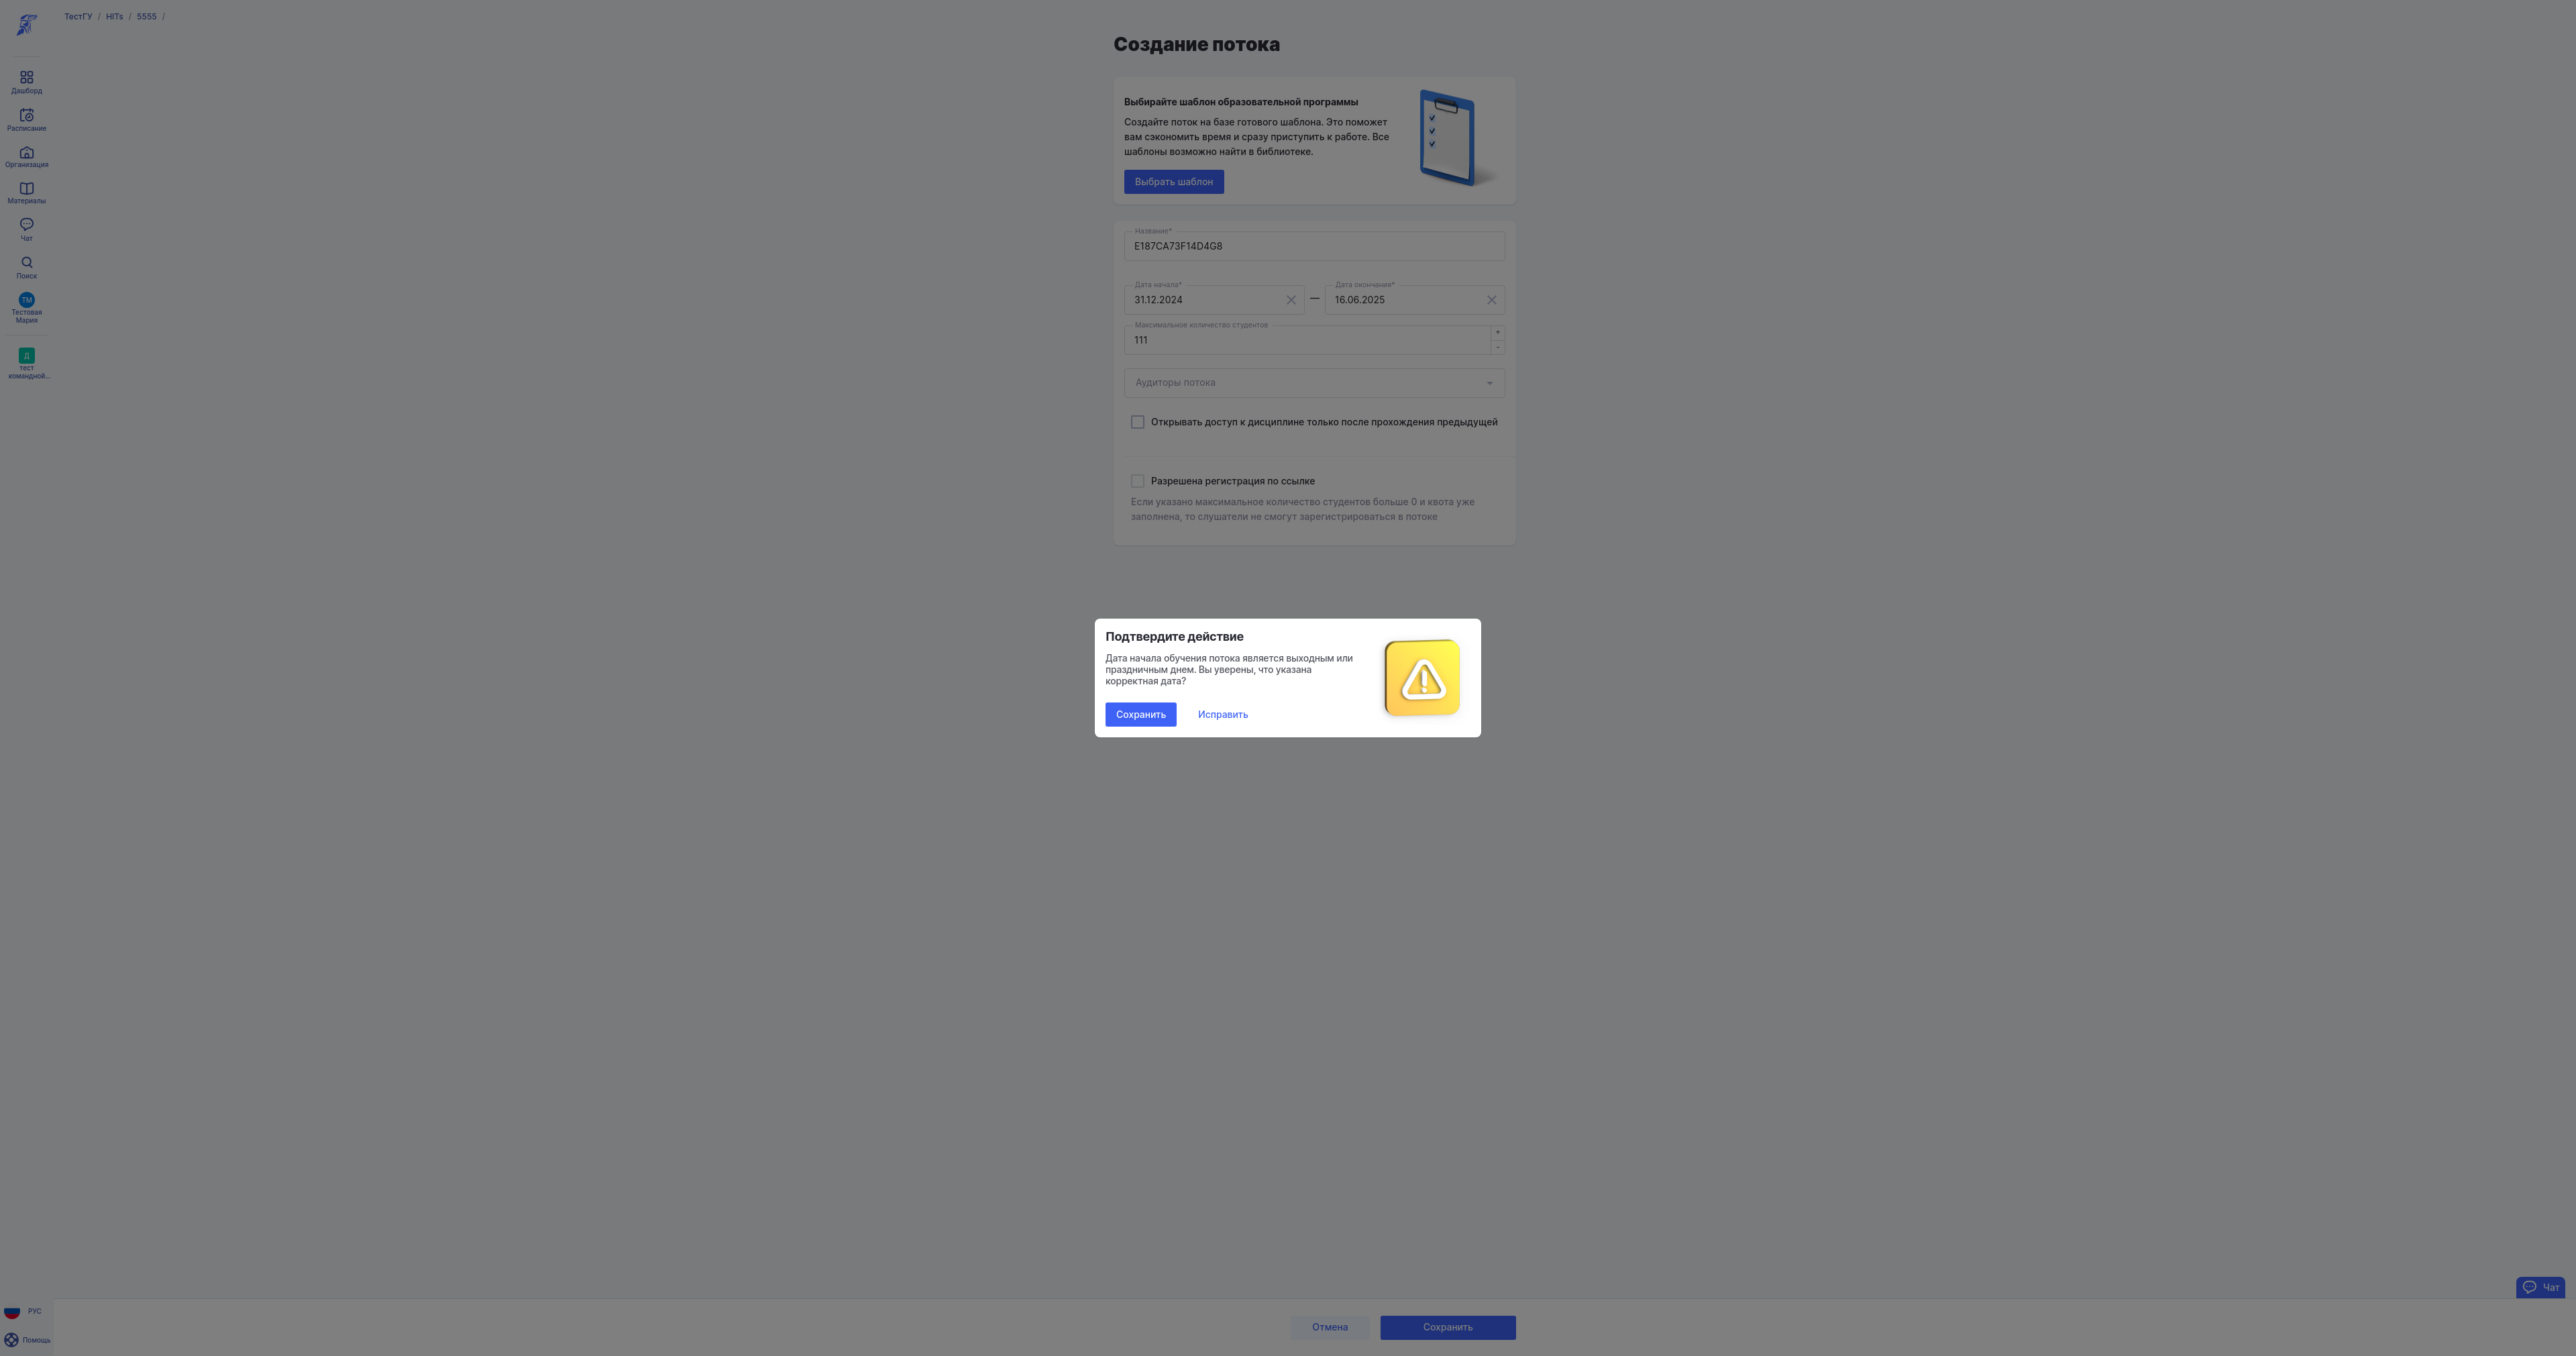 ТестГУ / HITs / 5555 /
Дашборд
Расписание
Организация
Материалы
Чат
Поиск
ТМ
Тестовая
Мария
Д
тест
командной...
РУС
Помощь
Создание потока
Выбирайте шаблон образовательной программы
Создайте поток на базе готового шаблона. Это поможет
вам сэкономить время и сразу приступить к работе. Все
шаблоны возможно найти в библиотеке.
Выбрать шаблон
Название*
E187CA73F14D4G8
Дата начала*
31.12.2024
—
Дата окончания*
16.06.2025
Максимальное количество студентов
111
+
-
Аудиторы потока
Открывать доступ к дисциплине только после прохождения предыдущей
Разрешена регистрация по ссылке
Если указано максимальное количество студентов больше 0 и квота уже
заполнена, то слушатели не смогут зарегистрироваться в потоке
Подтвердите действие
Дата начала обучения потока является выходным или
праздничным днем. Вы уверены, что указана
корректная дата?
Сохранить
Исправить
Чат
Отмена
Сохранить